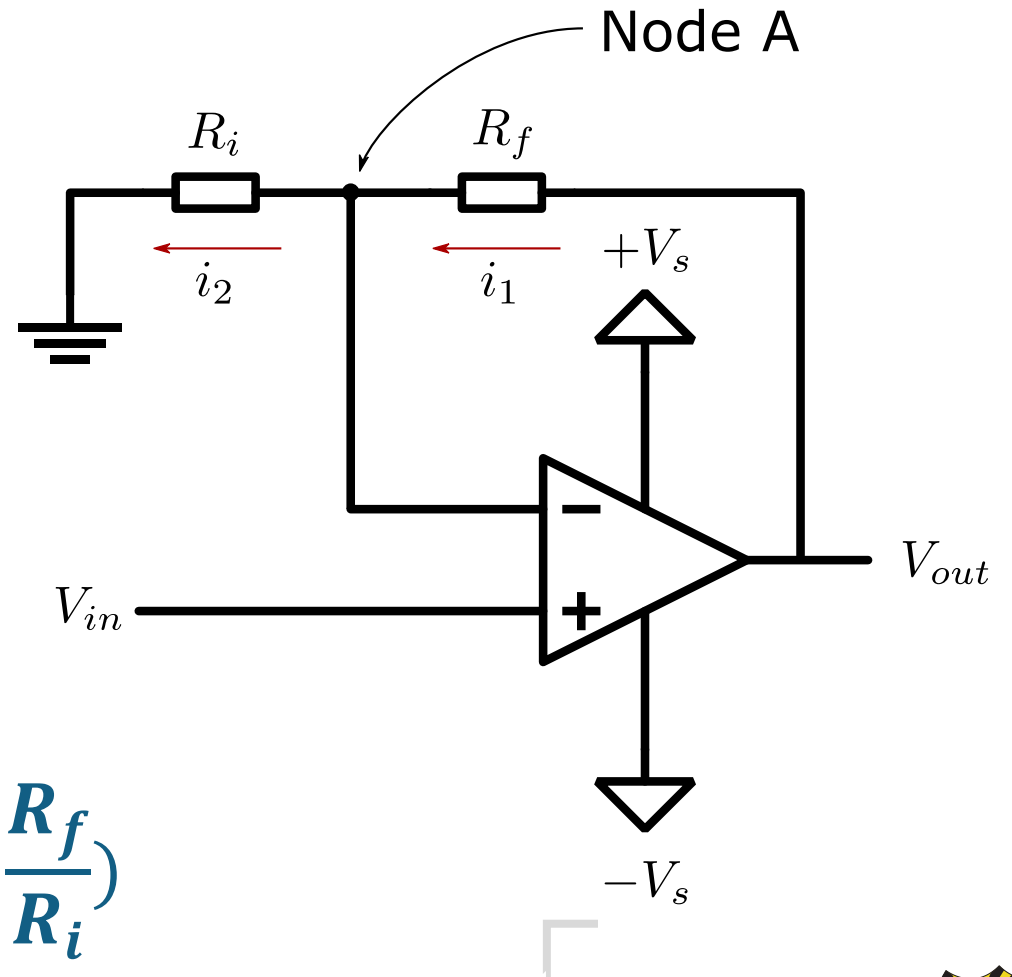 Node A
R_i
R_f
i_2
i_1
+V_s
−
V_out
V_in
+
R_f
)
R_i
−V_s